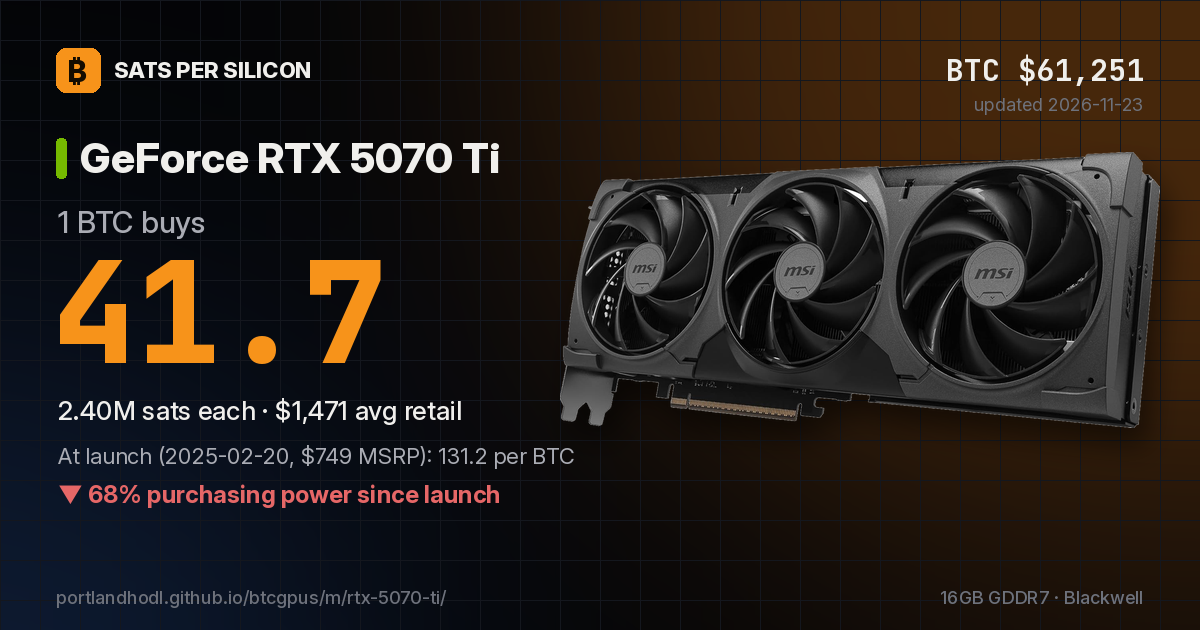 SATS PER SILICON
BTC $61,251
updated 2026-11-23
GeForce RTX 5070 Ti
1 BTC buys
41.7
2.40M sats each · $1,471 avg retail
At launch (2025-02-20, $749 MSRP): 131.2 per BTC
▼ 68% purchasing power since launch
msi
msi
msi
portlandhodl.github.io/btcgpus/m/rtx-5070-ti/
16GB GDDR7 · Blackwell